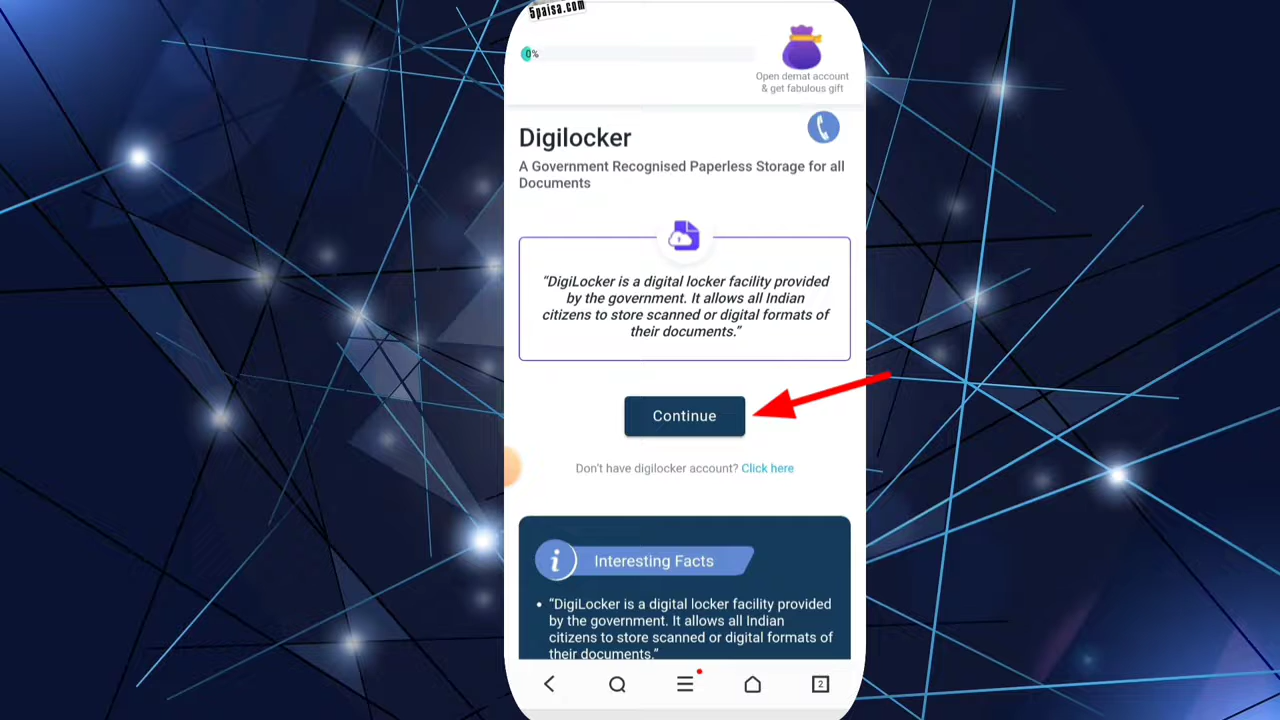 5paisa.com
0%
Open demat account
& get fabulous gift
Digilocker
A Government Recognised Paperless Storage for all
Documents
“DigiLocker is a digital locker facility provided
by the government. It allows all Indian
citizens to store scanned or digital formats of
their documents.”
Continue
Don't have digilocker account? Click here
i Interesting Facts
• “DigiLocker is a digital locker facility provided
by the government. It allows all Indian
citizens to store scanned or digital formats of
their documents.”
2